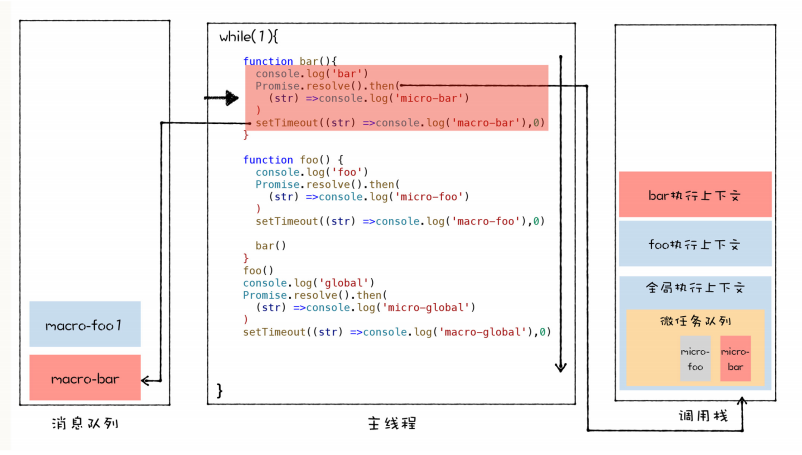 while(1){
function bar(){
console.log('bar')
Promise.resolve().then(
(str) =>console.log('micro-bar')
)
setTimeout((str) =>console.log('macro-bar'),0)
}
function foo() {
console.log('foo')
Promise.resolve().then(
(str) =>console.log('micro-foo')
)
setTimeout((str) =>console.log('macro-foo'),0)
bar()
}
foo()
console.log('global')
Promise.resolve().then(
(str) =>console.log('micro-global')
)
setTimeout((str) =>console.log('macro-global'),0)
}
macro-foo1
macro-bar
bar执行上下文
foo执行上下文
全局执行上下文
微任务队列
micro-
foo
micro-
bar
消息队列
主线程
调用栈